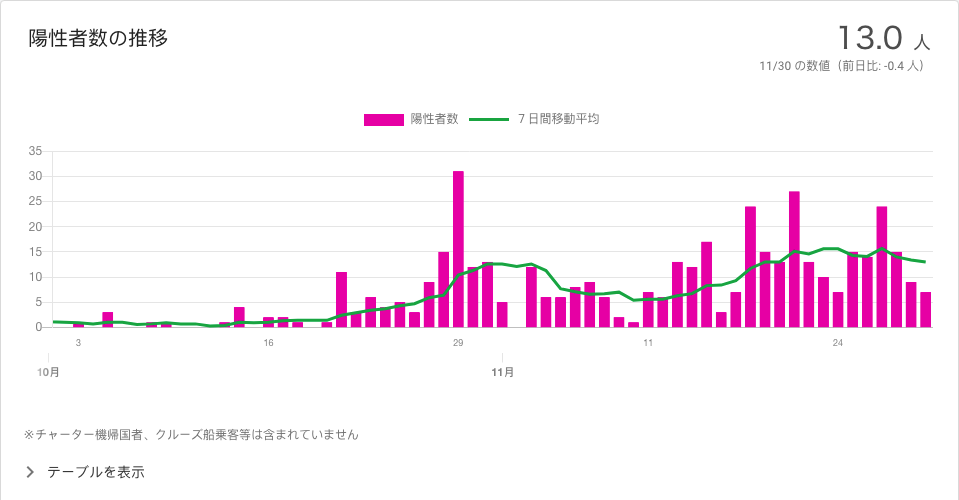 陽性者数の推移
13.0 人
11/30 の数値（前日比: -0.4 人）
陽性者数 7 日間移動平均
35
30
25
20
15
10
5
0
3 16 29 11 24
10月 11月
※チャーター機帰国者、クルーズ船乗客等は含まれていません
テーブルを表示